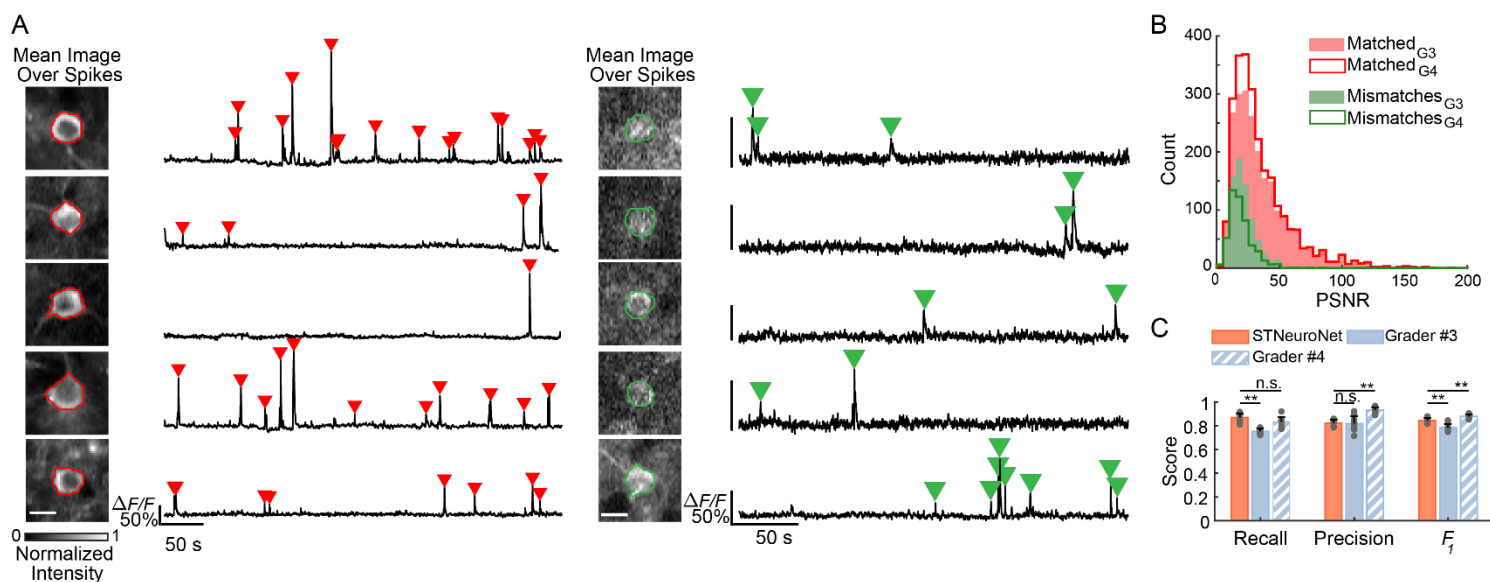 A
Mean Image
Over Spikes
0 1
Normalized
Intensity
ΔF/F
50%
50 s
Mean Image
Over Spikes
ΔF/F
50%
50 s
B
400
300
200
100
0
Count
0 50 100 150 200
PSNR
Matched G3
Matched G4
Mismatches G3
Mismatches G4
C
STNeuroNet Grader #3
Grader #4
n.s. **
** n.s. ** **
1
0.8
0.6
0.4
0.2
0
Score
Recall Precision F1